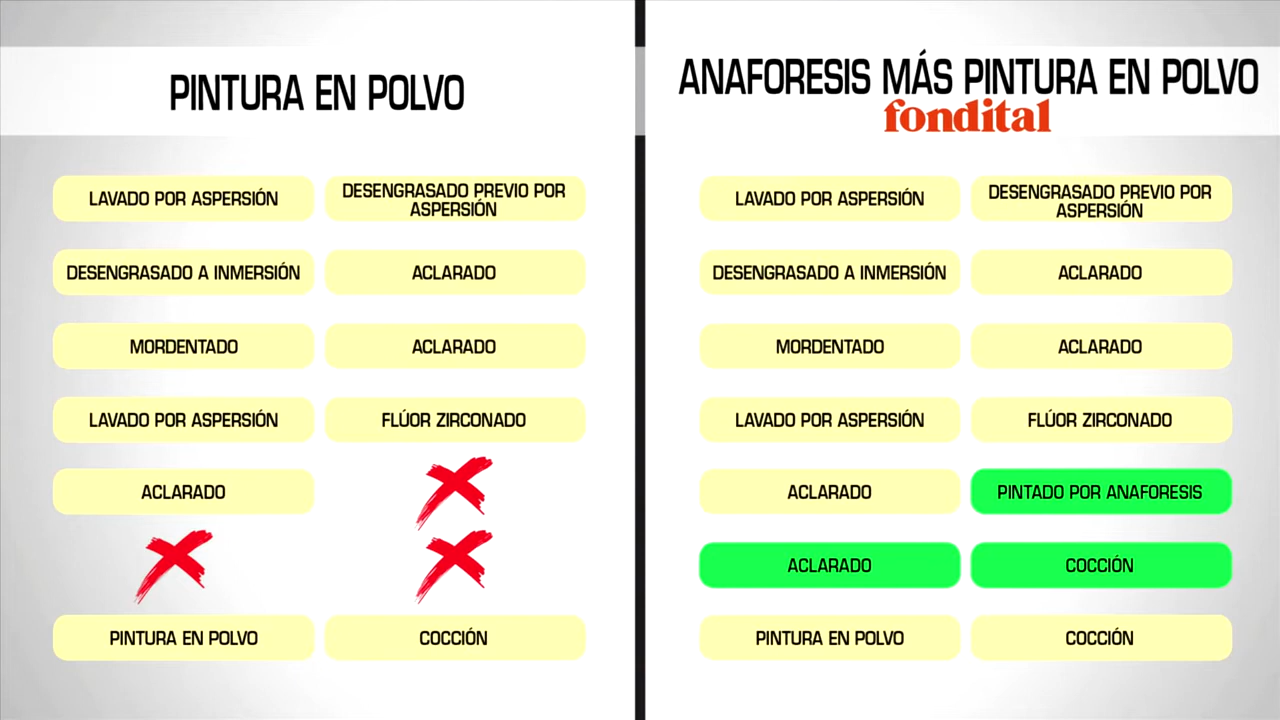 PINTURA EN POLVO
LAVADO POR ASPERSIÓN
DESENGRASADO PREVIO POR
ASPERSIÓN
DESENGRASADO A INMERSIÓN
ACLARADO
MORDENTADO
ACLARADO
LAVADO POR ASPERSIÓN
FLÚOR ZIRCONADO
ACLARADO
PINTURA EN POLVO
COCCIÓN
ANAFORESIS MÁS PINTURA EN POLVO
fondital
LAVADO POR ASPERSIÓN
DESENGRASADO PREVIO POR
ASPERSIÓN
DESENGRASADO A INMERSIÓN
ACLARADO
MORDENTADO
ACLARADO
LAVADO POR ASPERSIÓN
FLÚOR ZIRCONADO
ACLARADO
PINTADO POR ANAFORESIS
ACLARADO
COCCIÓN
PINTURA EN POLVO
COCCIÓN